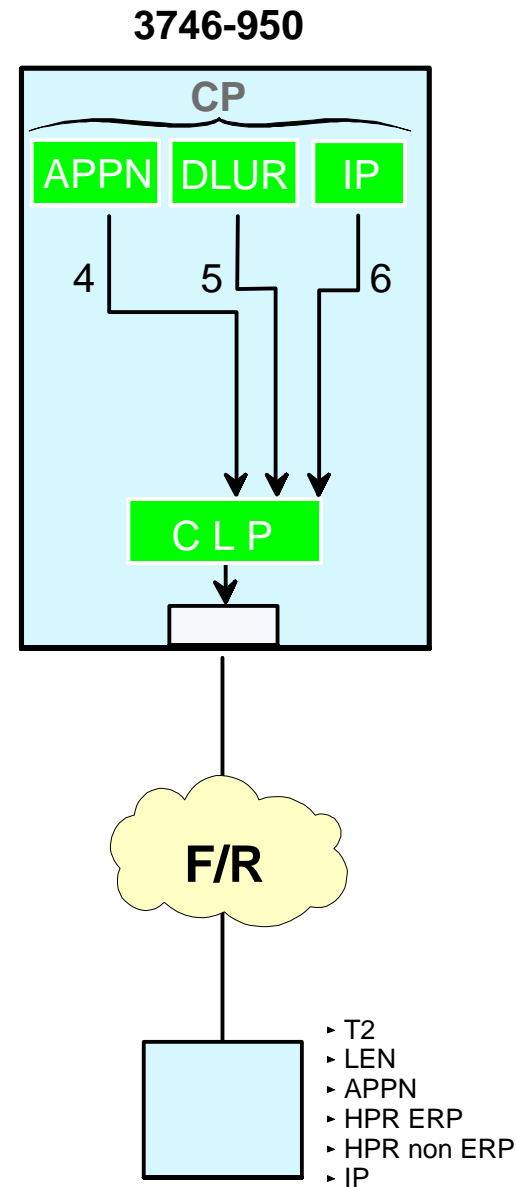 3746-950
CP
APPN DLUR IP
4 5 6
C L P
F/R
▸ T2
▸ LEN
▸ APPN
▸ HPR ERP
▸ HPR non ERP
▸ IP